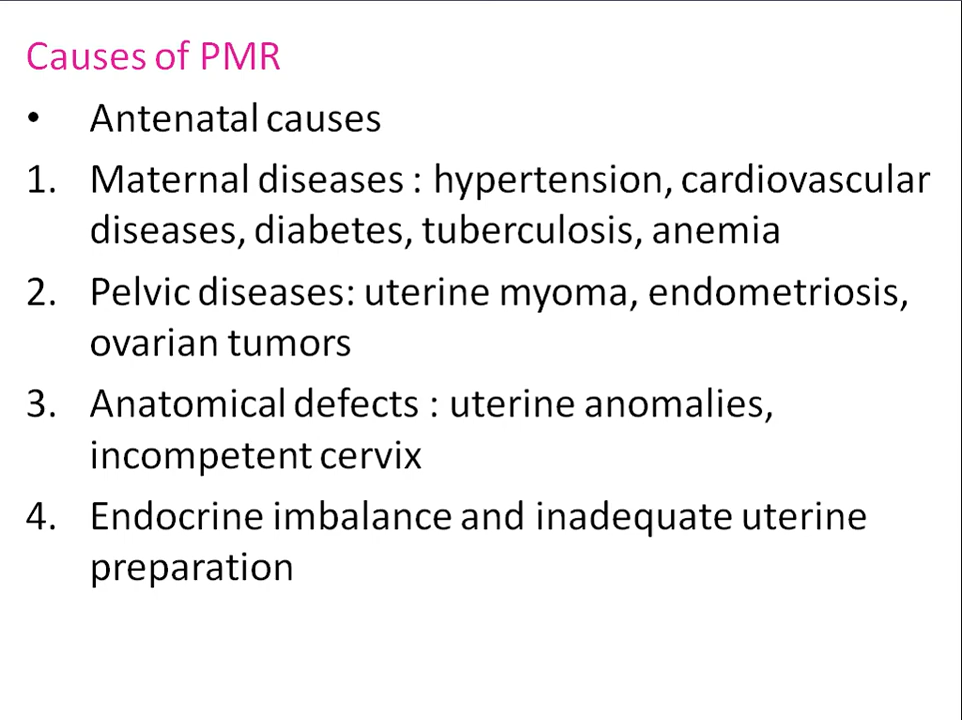 Causes of PMR
• Antenatal causes
1. Maternal diseases : hypertension, cardiovascular
diseases, diabetes, tuberculosis, anemia
2. Pelvic diseases: uterine myoma, endometriosis,
ovarian tumors
3. Anatomical defects : uterine anomalies,
incompetent cervix
4. Endocrine imbalance and inadequate uterine
preparation